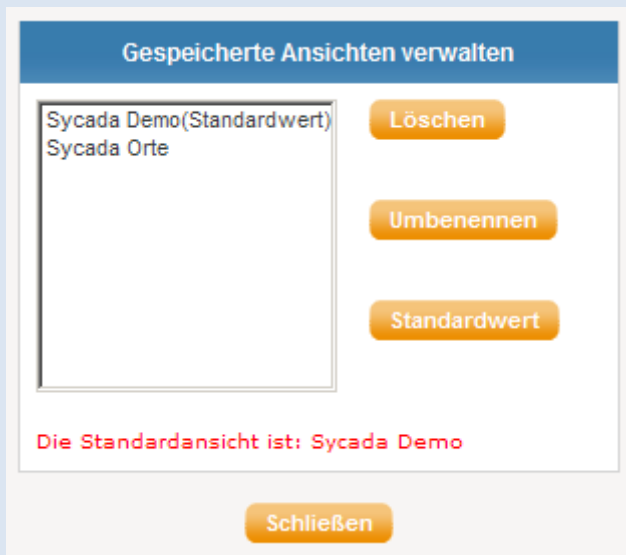 Gespeicherte Ansichten verwalten
Sycada Demo(Standardwert)
Sycada Orte
Löschen
Umbenennen
Standardwert
Die Standardansicht ist: Sycada Demo
Schließen